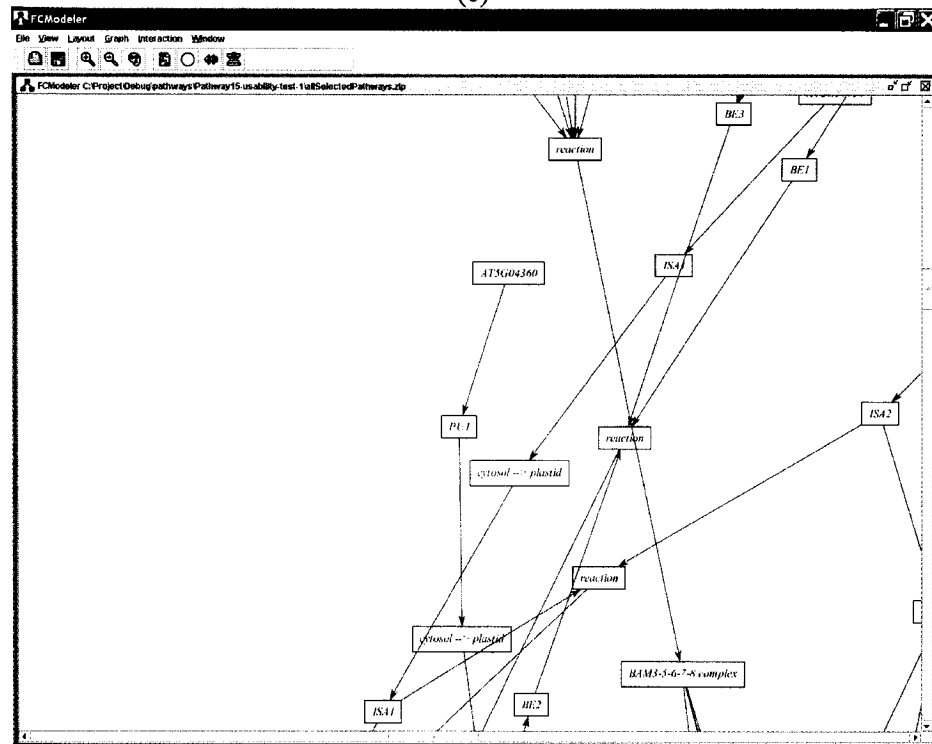 FCModeler
File View Layout Graph Interaction Window
FCModeler C:\Project\Debug\pathways\Pathway15-usability-test-1\allSelectedPathways.zip
BE3
reaction
BE1
ISA1
AT5G04360
ISA2
PU1
reaction
cytosol --> plastid
reaction
cytosol --> plastid
BAM3-5-6-7-8 complex
BE2
ISA1